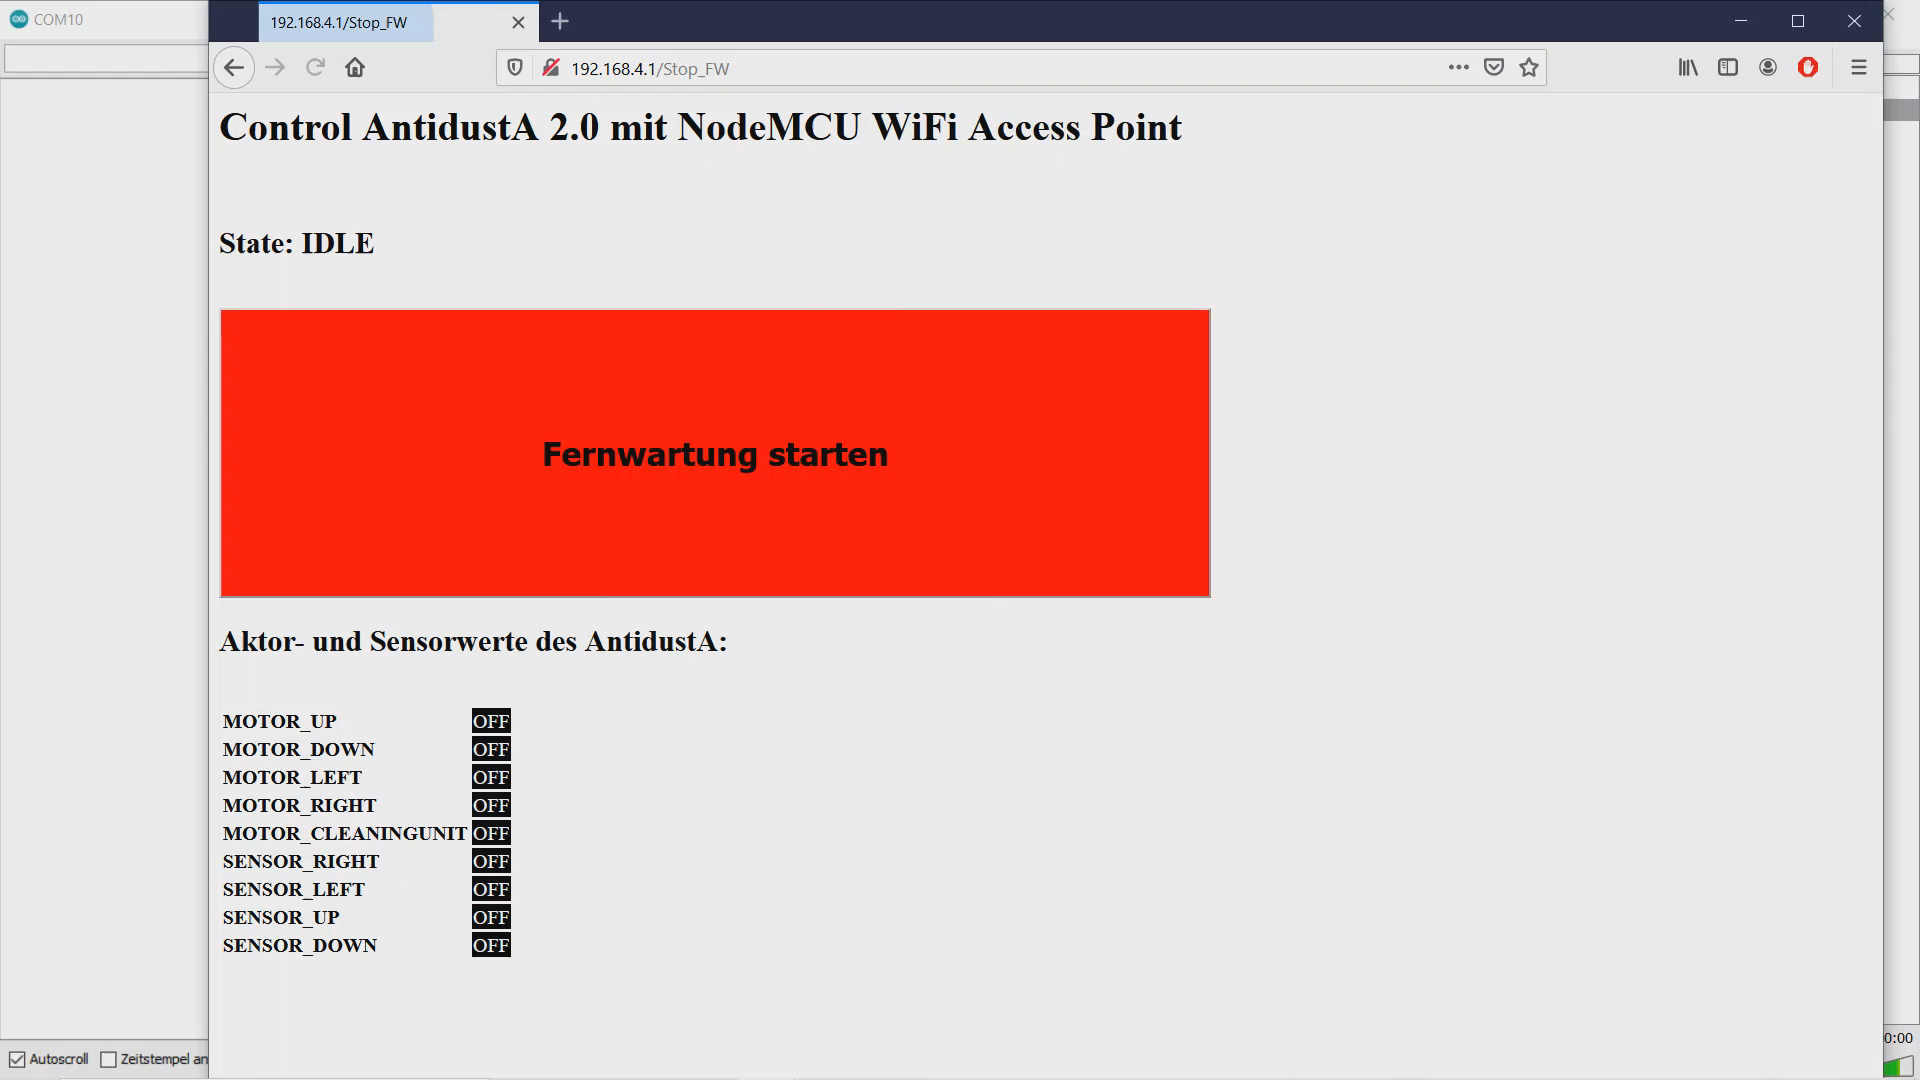 COM10
192.168.4.1/Stop_FW
192.168.4.1/Stop_FW
Control AntidustA 2.0 mit NodeMCU WiFi Access Point
State: IDLE
Fernwartung starten
Aktor- und Sensorwerte des AntidustA:
MOTOR_UP OFF
MOTOR_DOWN OFF
MOTOR_LEFT OFF
MOTOR_RIGHT OFF
MOTOR_CLEANINGUNIT OFF
SENSOR_RIGHT OFF
SENSOR_LEFT OFF
SENSOR_UP OFF
SENSOR_DOWN OFF
0:00
Autoscroll Zeitstempel an